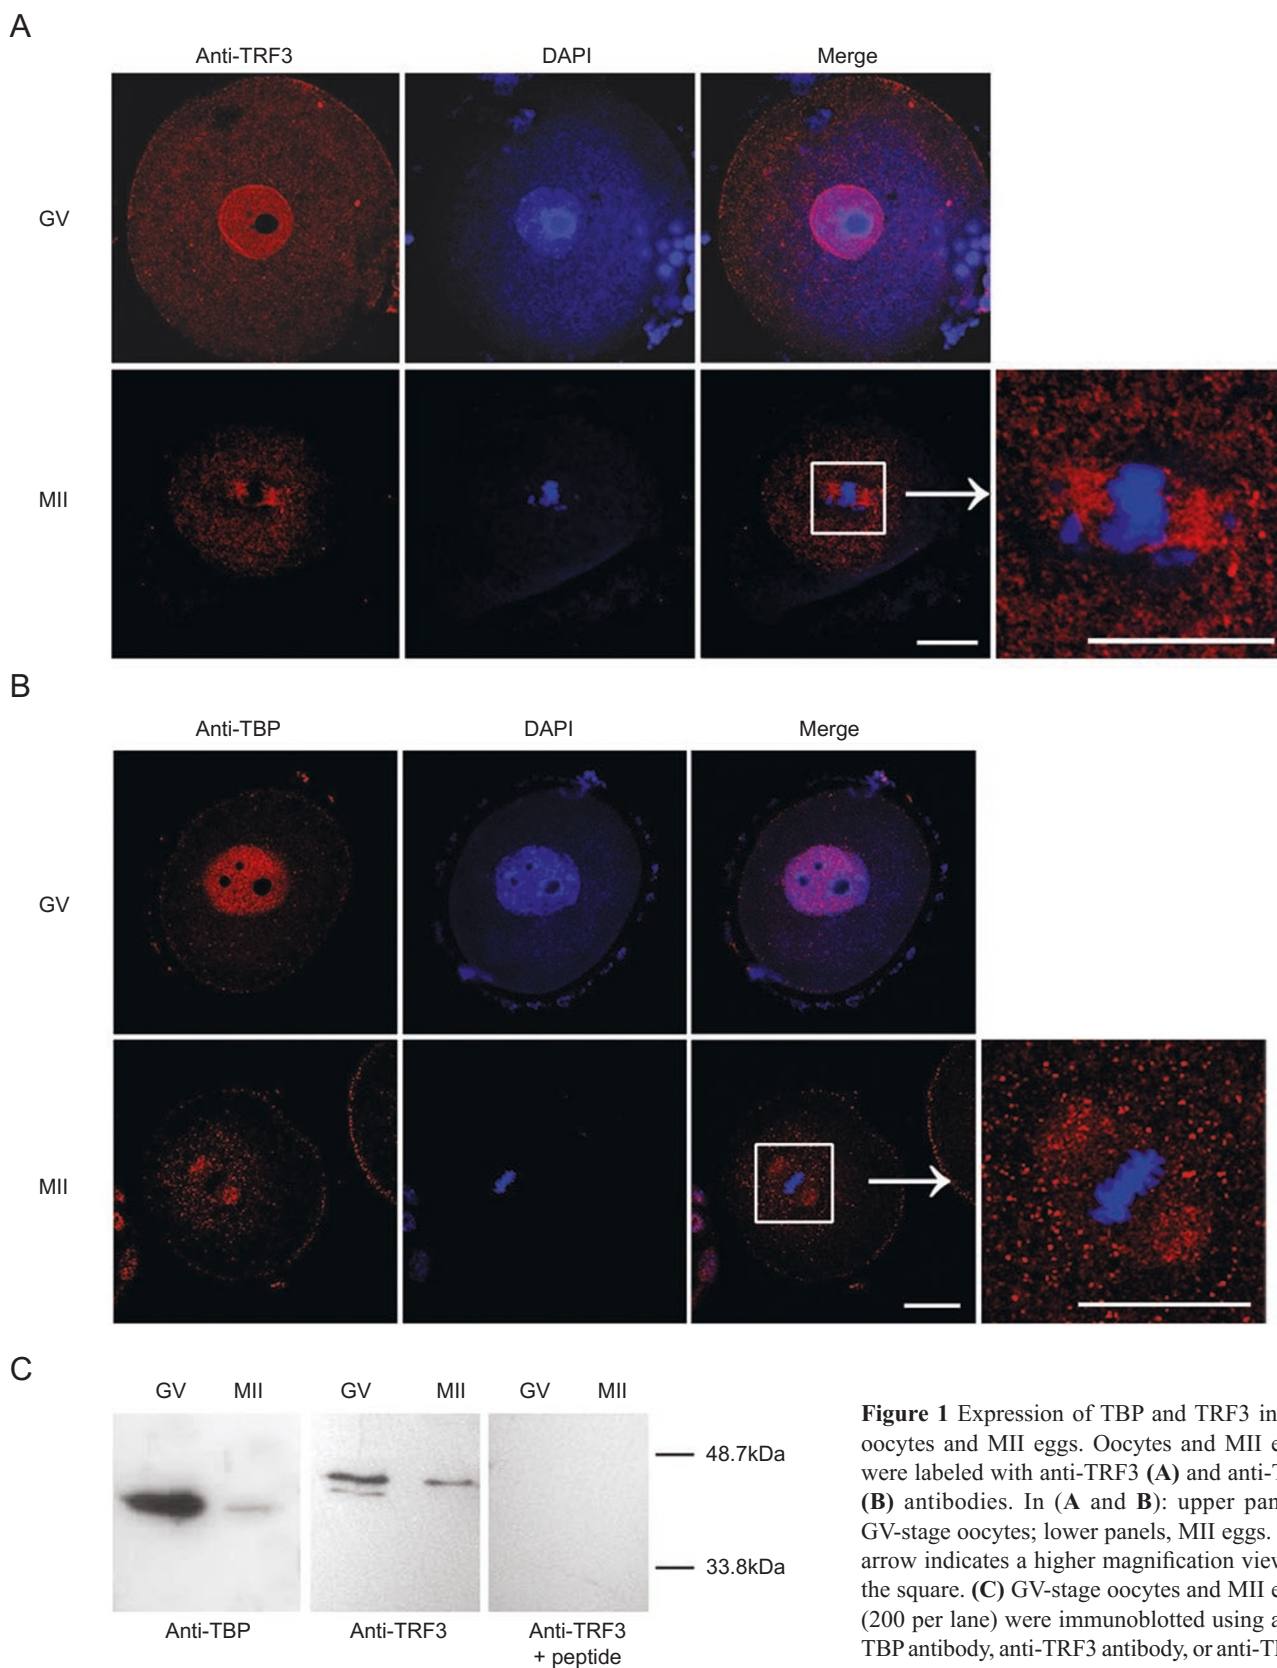 A
Anti-TRF3 DAPI Merge
GV
MII
B
Anti-TBP DAPI Merge
GV
MII
C
GV MII GV MII GV MII
48.7kDa
33.8kDa
Anti-TBP Anti-TRF3 Anti-TRF3
+ peptide
Figure 1 Expression of TBP and TRF3 in
oocytes and MII eggs. Oocytes and MII e
were labeled with anti-TRF3 (A) and anti-T
(B) antibodies. In (A and B): upper pan
GV-stage oocytes; lower panels, MII eggs.
arrow indicates a higher magnification view
the square. (C) GV-stage oocytes and MII e
(200 per lane) were immunoblotted using a
TBP antibody, anti-TRF3 antibody, or anti-TR